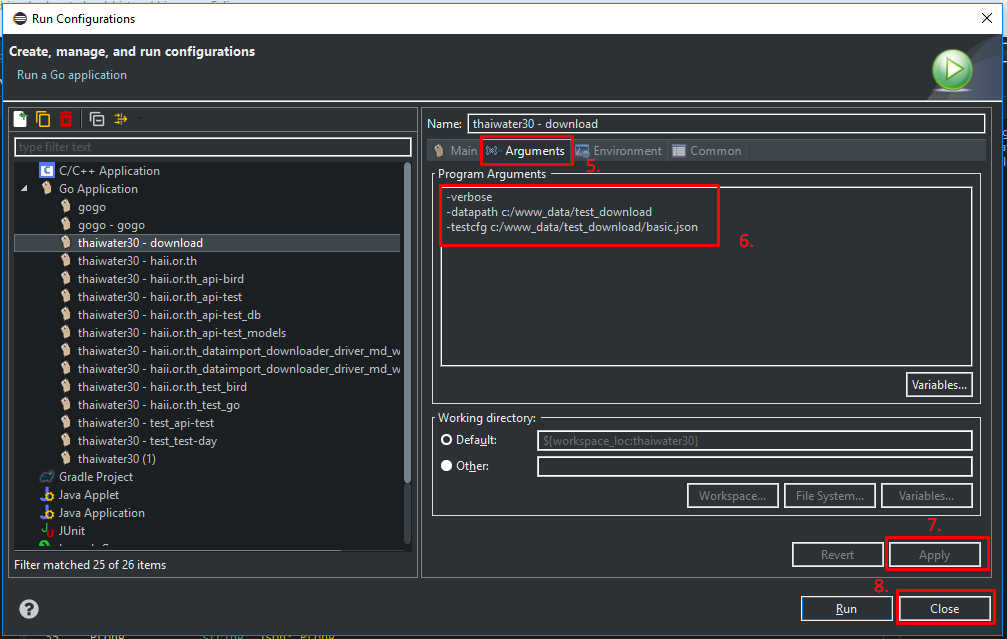 Run Configurations
Create, manage, and run configurations
Run a Go application
type filter text
C/C++ Application
Go Application
gogo
gogo - gogo
thaiwater30 - download
thaiwater30 - haii.or.th
thaiwater30 - haii.or.th_api-bird
thaiwater30 - haii.or.th_api-test
thaiwater30 - haii.or.th_api-test_db
thaiwater30 - haii.or.th_api-test_models
thaiwater30 - haii.or.th_dataimport_downloader_driver_md_w
thaiwater30 - haii.or.th_dataimport_downloader_driver_md_w
thaiwater30 - haii.or.th_test_bird
thaiwater30 - haii.or.th_test_go
thaiwater30 - test_api-test
thaiwater30 - test_test-day
thaiwater30 (1)
Gradle Project
Java Applet
Java Application
JUnit
Filter matched 25 of 26 items
Name: thaiwater30 - download
Main Arguments Environment Common
5.
Program Arguments
-verbose
-datapath c:/www_data/test_download
-testcfg c:/www_data/test_download/basic.json
6.
Variables...
Working directory:
Default: ${workspace_loc:thaiwater30}
Other:
Workspace... File System... Variables...
7.
Revert Apply
8.
Run Close